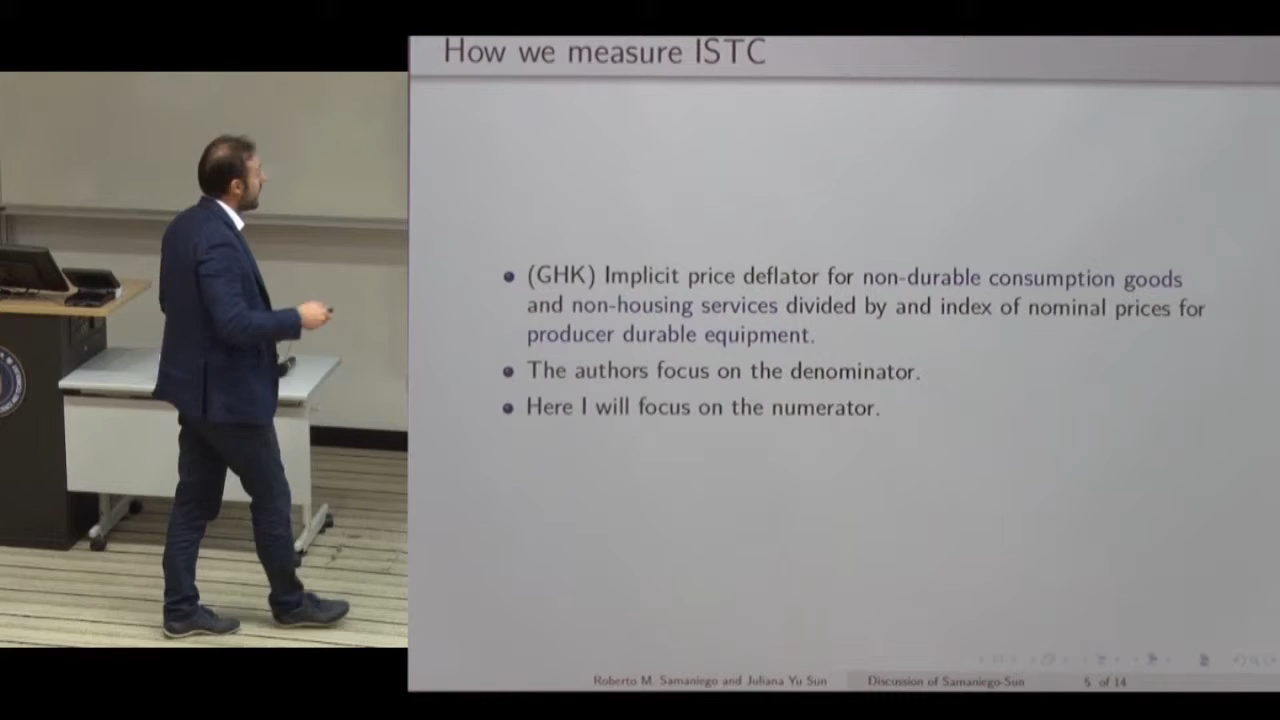 How we measure ISTC
(GHK) Implicit price deflator for non-durable consumption goods
and non-housing services divided by and index of nominal prices for
producer durable equipment.
The authors focus on the denominator.
Here I will focus on the numerator.
Roberto M. Samaniego and Juliana Yu Sun Discussion of Samaniego-Sun 5 of 14